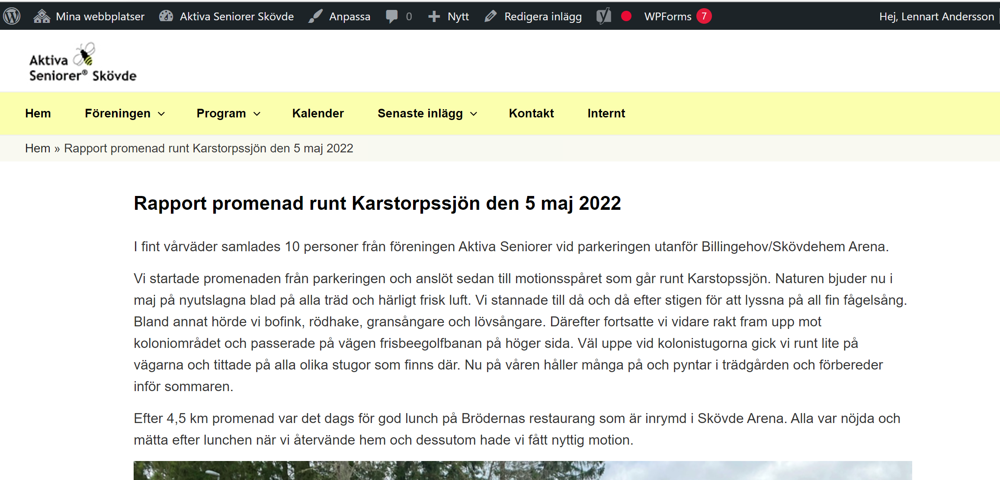 Mina webbplatser Aktiva Seniorer Skövde Anpassa 0 Nytt Redigera inlägg WPForms 7 Hej, Lennart Andersson
Aktiva
Seniorer® Skövde
Hem Föreningen Program Kalender Senaste inlägg Kontakt Internt
Hem » Rapport promenad runt Karstorpssjön den 5 maj 2022
Rapport promenad runt Karstorpssjön den 5 maj 2022
I fint vårväder samlades 10 personer från föreningen Aktiva Seniorer vid parkeringen utanför Billingehov/Skövdehem Arena.
Vi startade promenaden från parkeringen och anslöt sedan till motionsspåret som går runt Karstopssjön. Naturen bjuder nu i
maj på nyutslagna blad på alla träd och härligt frisk luft. Vi stannade till då och då efter stigen för att lyssna på all fin fågelsång.
Bland annat hörde vi bofink, rödhake, gransångare och lövsångare. Därefter fortsatte vi vidare rakt fram upp mot
koloniområdet och passerade på vägen frisbeegolfbanan på höger sida. Väl uppe vid kolonistugorna gick vi runt lite på
vägarna och tittade på alla olika stugor som finns där. Nu på våren håller många på och pyntar i trädgården och förbereder
inför sommaren.
Efter 4,5 km promenad var det dags för god lunch på Brödernas restaurang som är inrymd i Skövde Arena. Alla var nöjda och
mätta efter lunchen när vi återvände hem och dessutom hade vi fått nyttig motion.